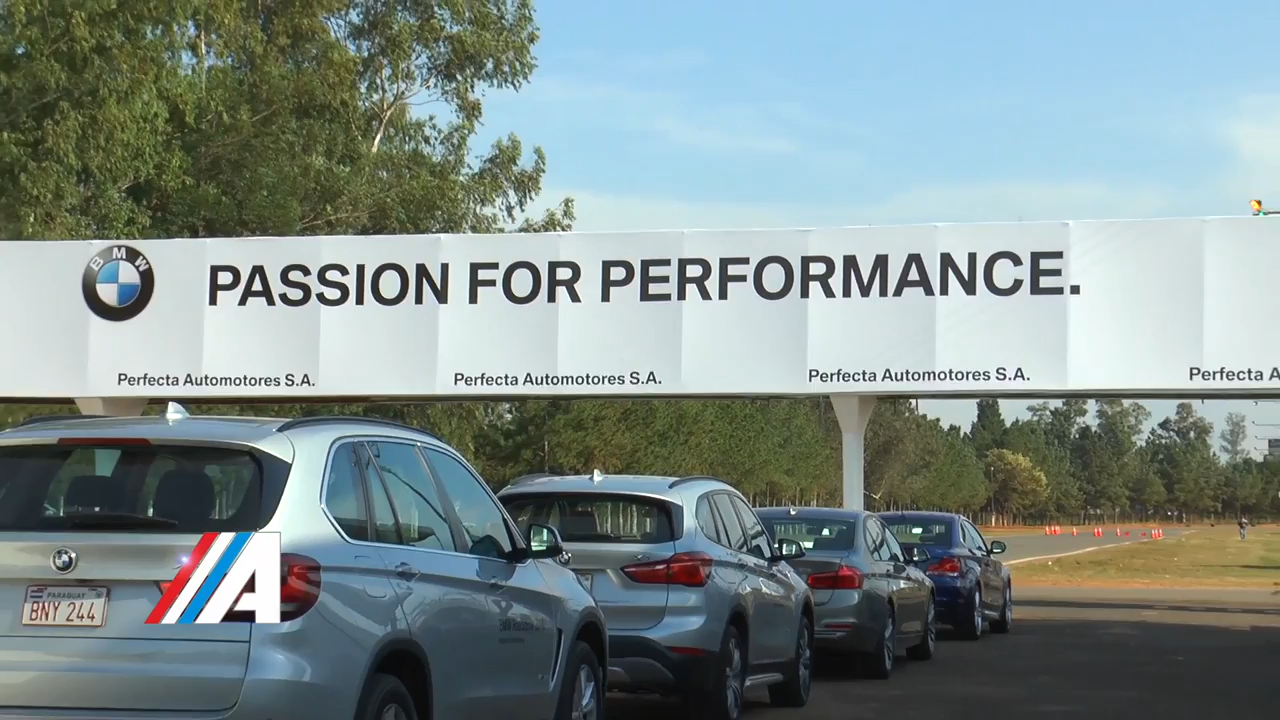 BMW
PASSION FOR PERFORMANCE.
Perfecta Automotores S.A.
Perfecta Automotores S.A.
Perfecta Automotores S.A.
Perfecta A
PARAGUAY
BNY 244
A